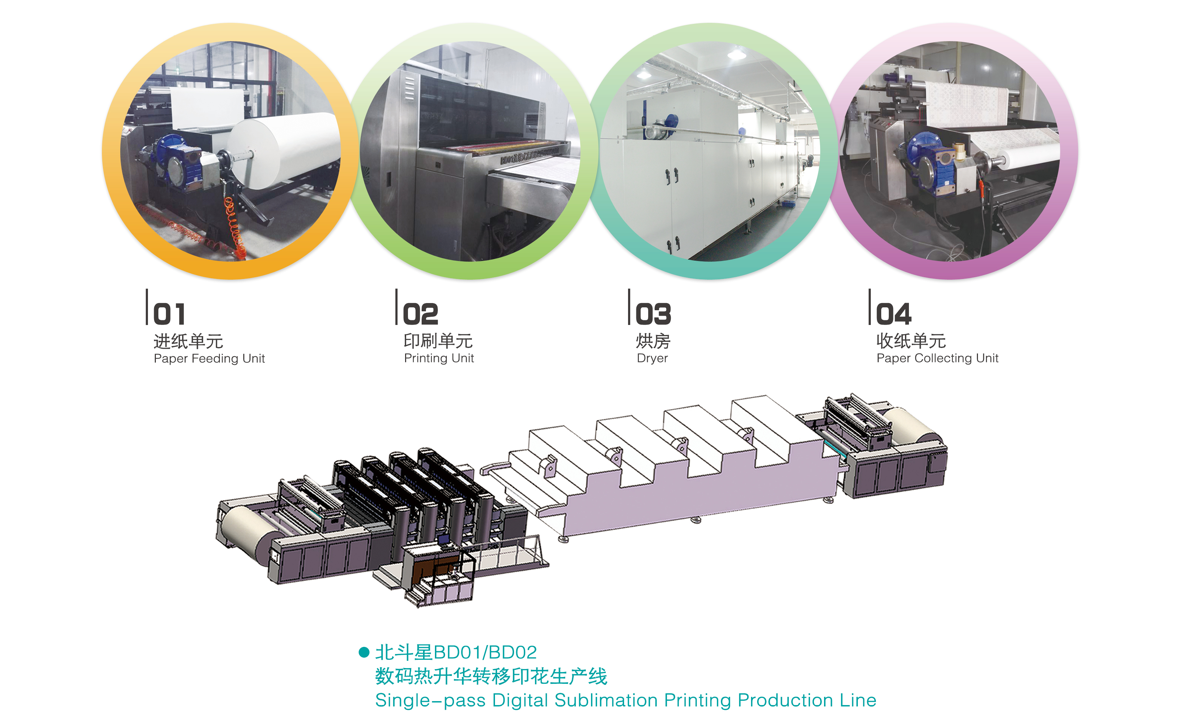 01
进纸单元
Paper Feeding Unit
02
印刷单元
Printing Unit
03
烘房
Dryer
04
收纸单元
Paper Collecting Unit
北斗星BD01/BD02
数码热升华转移印花生产线
Single-pass Digital Sublimation Printing Production Line